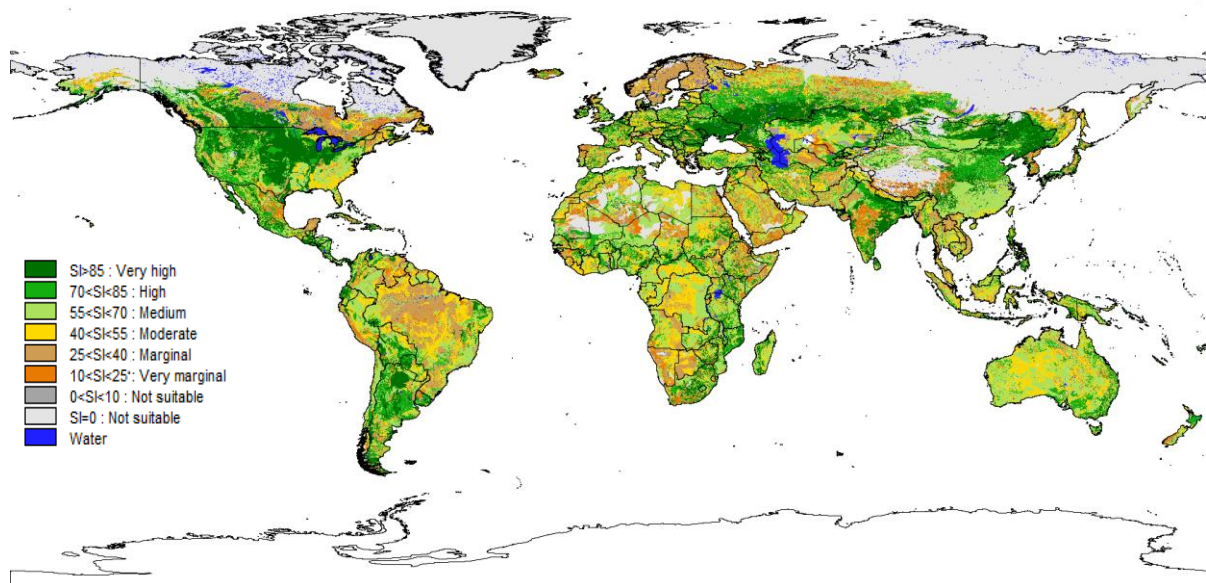 SI>85 : Very high
70<SI<85 : High
55<SI<70 : Medium
40<SI<55 : Moderate
25<SI<40 : Marginal
10<SI<25' : Very marginal
0<SI<10 : Not suitable
SI=0 : Not suitable
Water